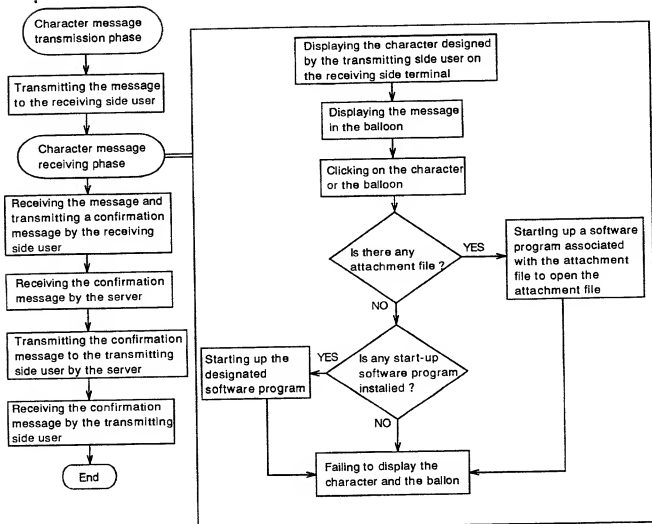 Character message
transmission phase
Transmitting the message
to the receiving side user
Character message
receiving phase
Receiving the message and
transmitting a confirmation
message by the receiving
side user
Receiving the confirmation
message by the server
Transmitting the confirmation
message to the transmitting
side user by the server
Receiving the confirmation
message by the transmitting
side user
End
Displaying the character designed
by the transmitting side user on
the receiving side terminal
Displaying the message
in the balloon
Clicking on the character
or the balloon
Is there any
attachment file ?
YES
Starting up a software
program associated
with the attachment
file to open the
attachment file
NO
Is any start-up
software program
installed ?
YES
Starting up the
designated
software program
NO
Failing to display the
character and the ballon